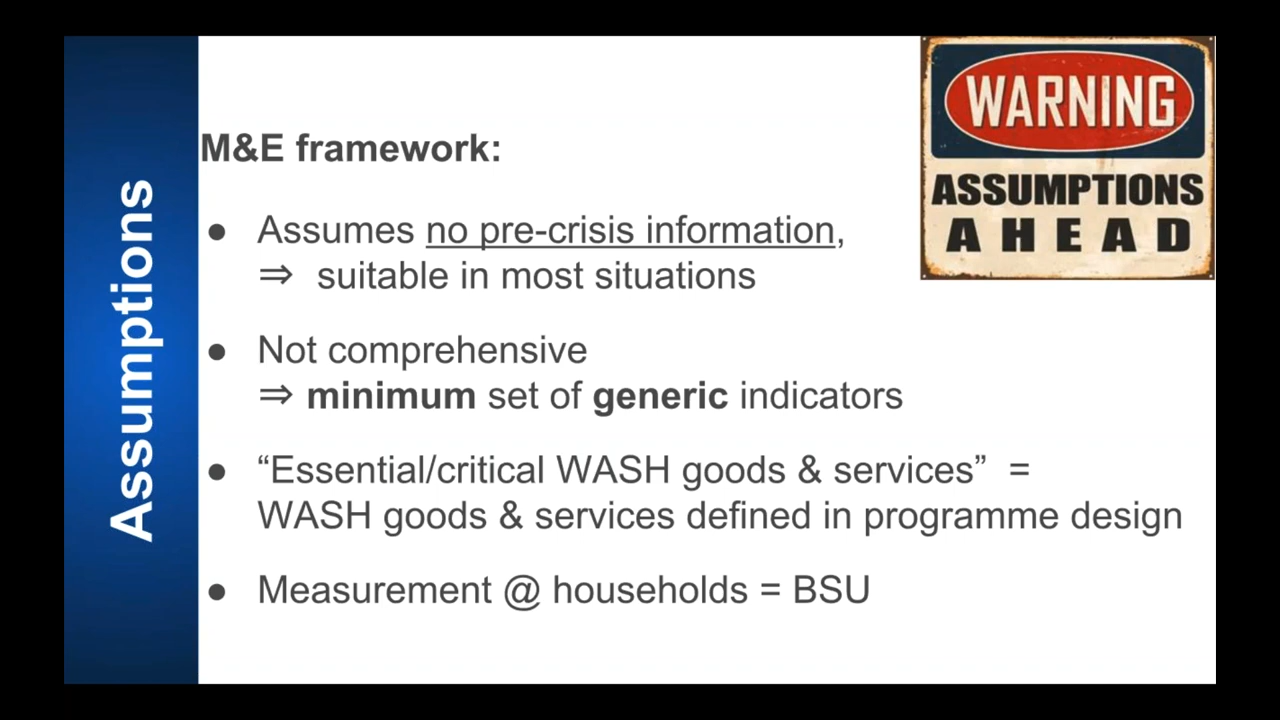 Assumptions
M&E framework:
● Assumes no pre-crisis information,
⇒ suitable in most situations
● Not comprehensive
⇒ minimum set of generic indicators
● “Essential/critical WASH goods & services” =
WASH goods & services defined in programme design
● Measurement @ households = BSU
WARNING
ASSUMPTIONS
AHEAD